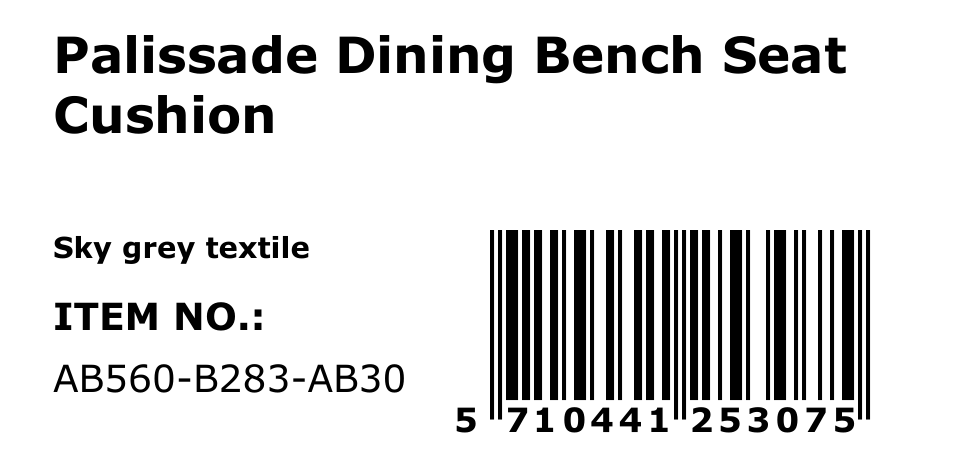 Palissade Dining Bench Seat
Cushion
Sky grey textile
ITEM NO.:
AB560-B283-AB30
5 710441 253075